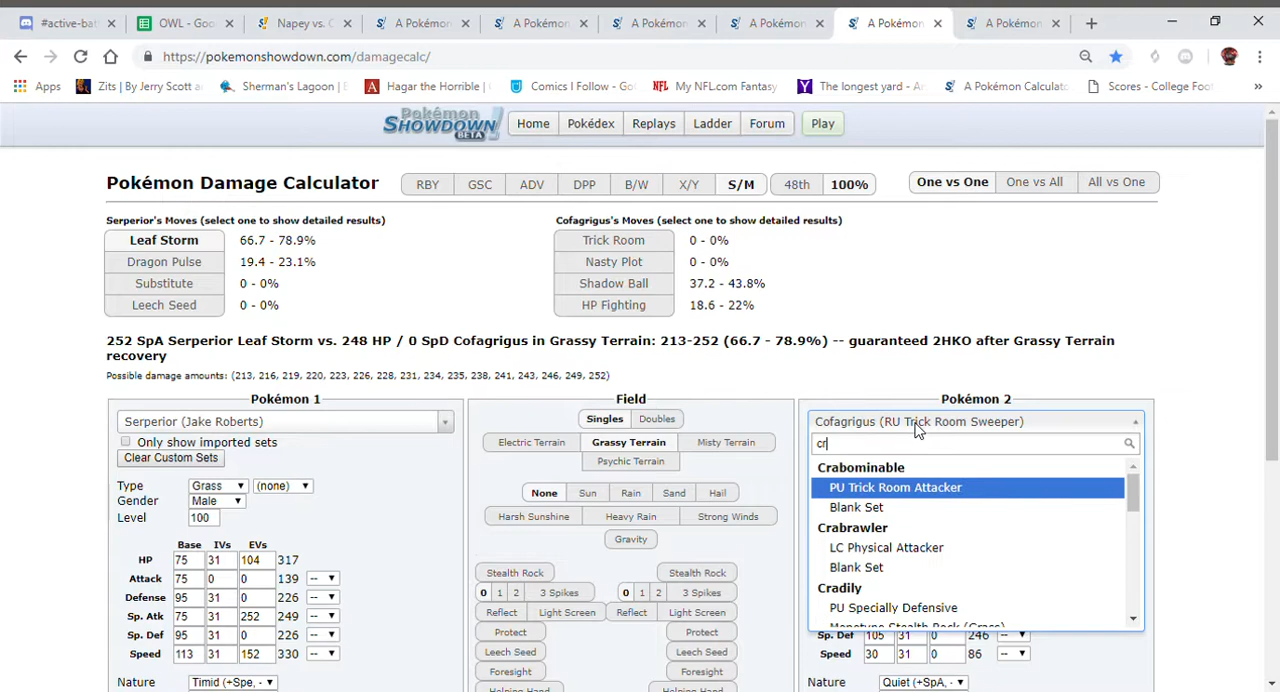 #active-bat
OWL - Goo
Napey vs. C
A Pokémon
A Pokémon
A Pokémon
A Pokémon
A Pokémon
A Pokémon
https://pokemonshowdown.com/damagecalc/
Apps
Zits | By Jerry Scott a
Sherman's Lagoon |
Hagar the Horrible |
Comics I Follow - Go
NFL
My NFL.com Fantasy
The longest yard - A
A Pokémon Calculato
Scores - College Foo
Pokémon
SHOWDOWN
BETA
Home
Pokédex
Replays
Ladder
Forum
Play
Pokémon Damage Calculator
RBY
GSC
ADV
DPP
B/W
X/Y
S/M
48th
100%
One vs One
One vs All
All vs One
Serperior's Moves (select one to show detailed results)
Leaf Storm 66.7 - 78.9%
Dragon Pulse 19.4 - 23.1%
Substitute 0 - 0%
Leech Seed 0 - 0%
Cofagrigus's Moves (select one to show detailed results)
Trick Room 0 - 0%
Nasty Plot 0 - 0%
Shadow Ball 37.2 - 43.8%
HP Fighting 18.6 - 22%
252 SpA Serperior Leaf Storm vs. 248 HP / 0 SpD Cofagrigus in Grassy Terrain: 213-252 (66.7 - 78.9%) -- guaranteed 2HKO after Grassy Terrain
recovery
Possible damage amounts: (213, 216, 219, 220, 223, 226, 228, 231, 234, 235, 238, 241, 243, 246, 249, 252)
Pokémon 1
Serperior (Jake Roberts)
Only show imported sets
Clear Custom Sets
Type Grass (none)
Gender Male
Level 100
Base IVs EVs
HP 75 31 104 317
Attack 75 0 0 139 --
Defense 95 31 0 226 --
Sp. Atk 75 31 252 249 --
Sp. Def 95 31 0 226 --
Speed 113 31 152 330 --
Nature Timid (+Spe, -
Field
Singles
Doubles
Electric Terrain
Grassy Terrain
Misty Terrain
Psychic Terrain
None
Sun
Rain
Sand
Hail
Harsh Sunshine
Heavy Rain
Strong Winds
Gravity
Stealth Rock Stealth Rock
0 1 2 3 Spikes 0 1 2 3 Spikes
Reflect Light Screen Reflect Light Screen
Protect Protect
Leech Seed Leech Seed
Foresight Foresight
Helping Hand Helping Hand
Pokémon 2
Cofagrigus (RU Trick Room Sweeper)
cr
Crabominable
PU Trick Room Attacker
Blank Set
Crabrawler
LC Physical Attacker
Blank Set
Cradily
PU Specially Defensive
Monotype Stealth Rock (Grass)
Sp. Def 105 31 0 246 --
Speed 30 31 0 86 --
Nature Quiet (+SpA, -